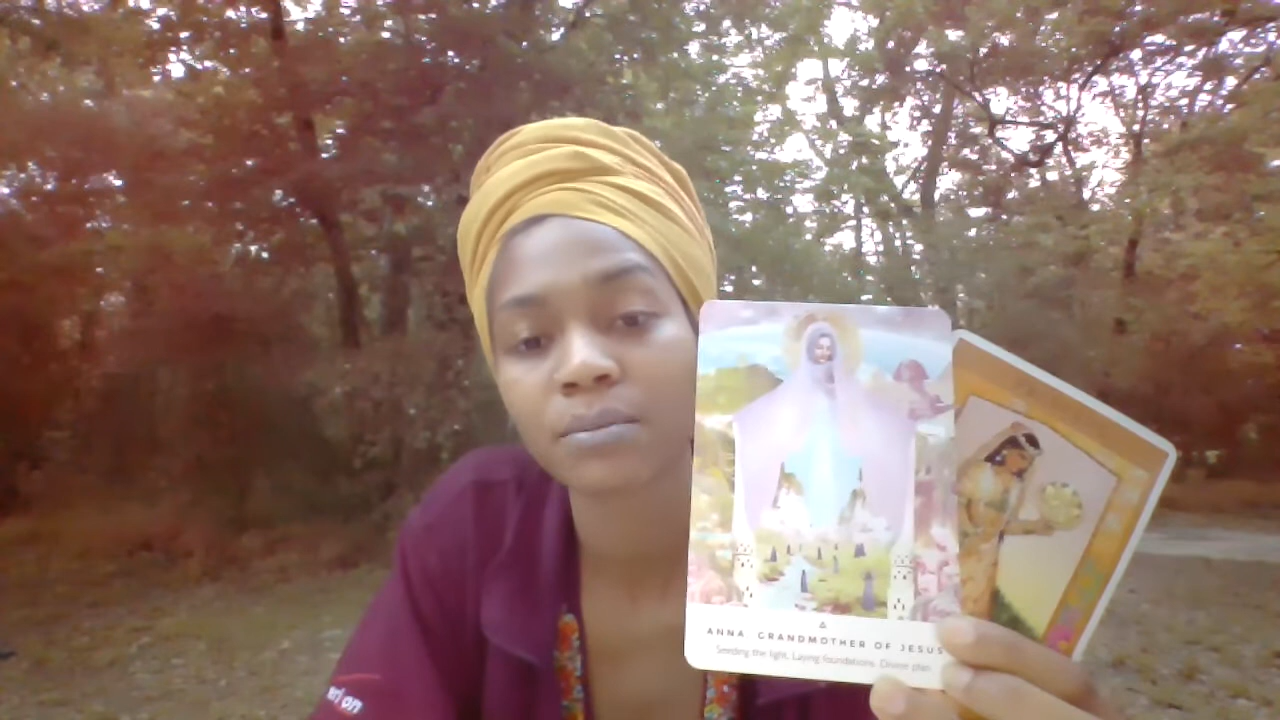 ANNA GRANDMOTHER OF JESUS
Seeding the light. Laying foundations. Divine plan